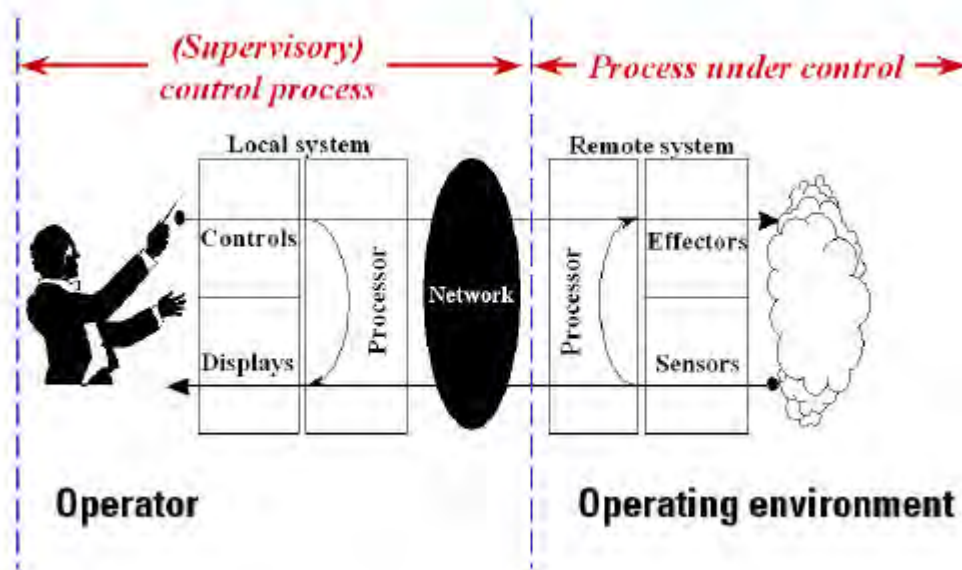 (Supervisory)
control process
Process under control
Local system
Remote system
Controls
Processor
Displays
Network
Processor
Effectors
Sensors
Operator
Operating environment